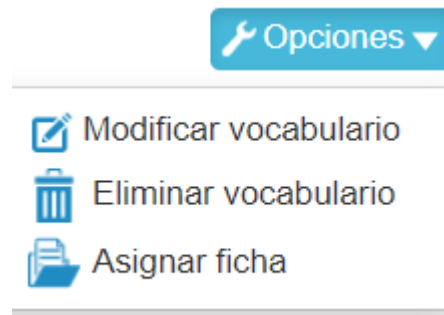 Opciones
Modificar vocabulario
Eliminar vocabulario
Asignar ficha